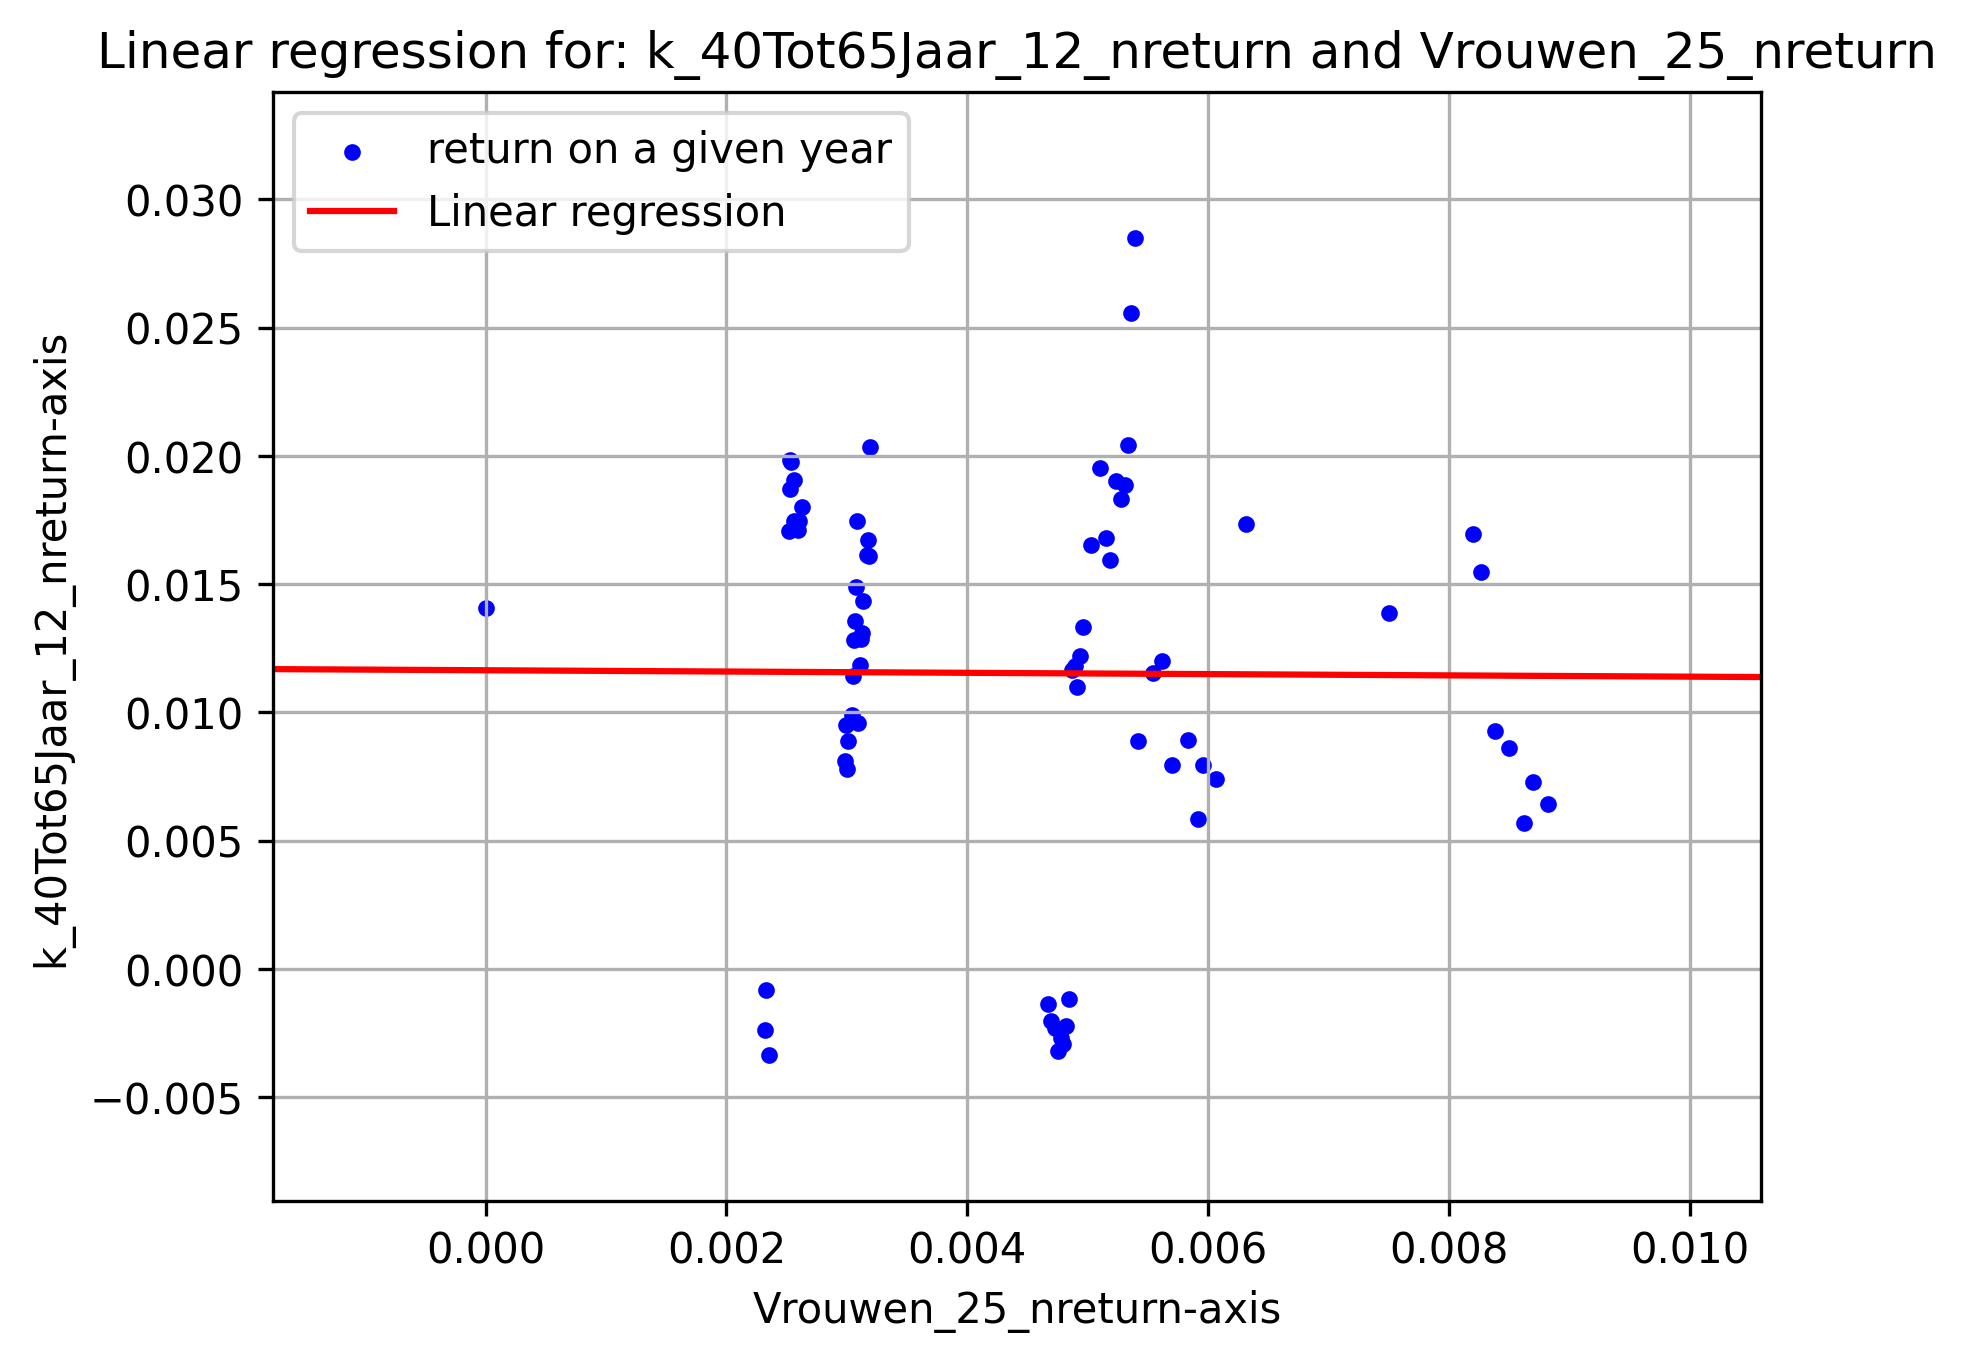 Linear regression for: k_40Tot65Jaar_12_nreturn and Vrouwen_25_nreturn
return on a given year
Linear regression
0.030
0.025
0.020
0.015
0.010
0.005
0.000
−0.005
k_40Tot65Jaar_12_nreturn-axis
0.000 0.002 0.004 0.006 0.008 0.010
Vrouwen_25_nreturn-axis